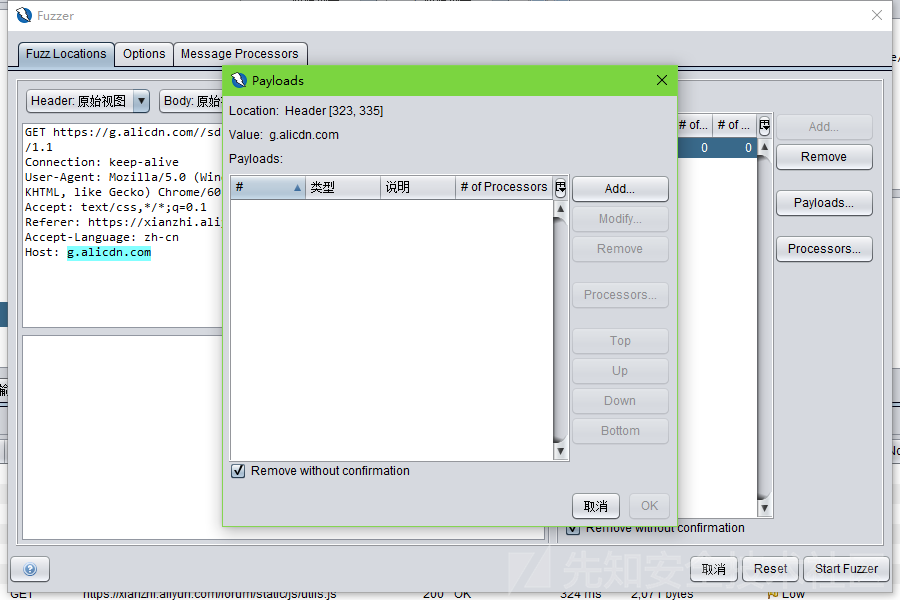 Fuzzer
Fuzz Locations Options Message Processors
Header: 原始视图 Body: 原始
GET https://g.alicdn.com//sd
/1.1
Connection: keep-alive
User-Agent: Mozilla/5.0 (Win
KHTML, like Gecko) Chrome/60
Accept: text/css,*/*;q=0.1
Referer: https://xianzhi.ali
Accept-Language: zh-cn
Host: g.alicdn.com
Payloads
Location: Header [323, 335]
Value: g.alicdn.com
Payloads:
# 类型 说明 # of Processors
Add...
Modify...
Remove
Processors...
Top
Up
Down
Bottom
Remove without confirmation
取消 OK
# of... # of ...
0 0
Add...
Remove
Payloads...
Processors...
Remove without confirmation
取消 Reset Start Fuzzer
先知安全技术社区
GET https://xianzhi.aliyun.com/forum/static/js/utils.js 200 OK 324 ms 2,071 bytes Low